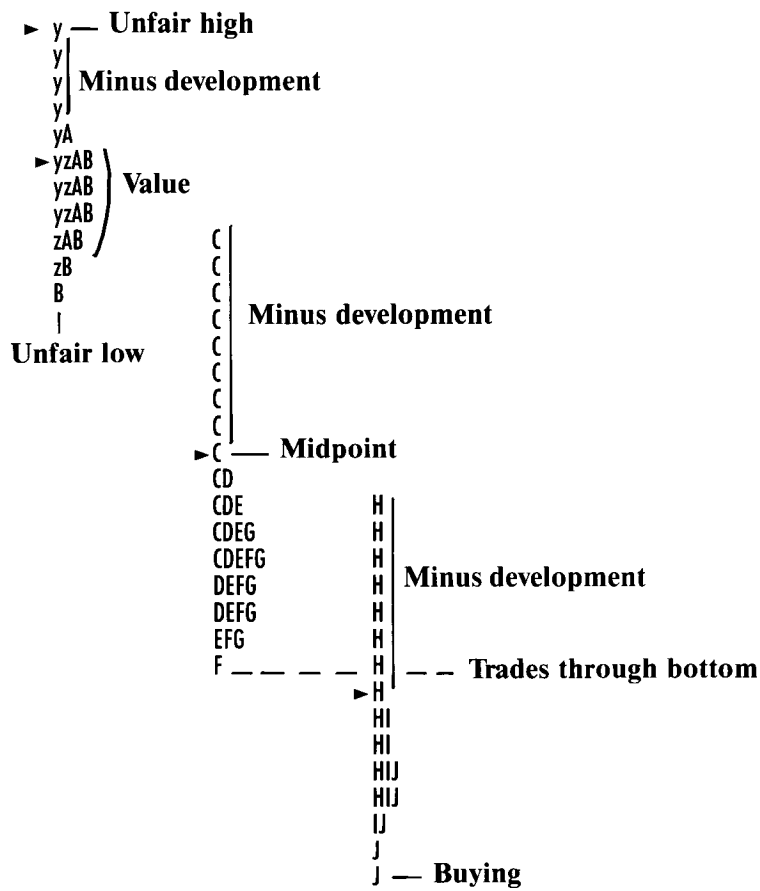 ► y — Unfair high
y
y Minus development
y
yA
► yzAB
yzAB Value
yzAB
zAB C
zB C
B C
| C Minus development
Unfair low C
C
C
C
► C — Midpoint
CD
CDE H
CDEG H
CDEFG H
DEFG H Minus development
DEFG H
EFG H
F — — — — — H — — — Trades through bottom
► H
HI
HI
HIJ
HIJ
IJ
J
J — Buying